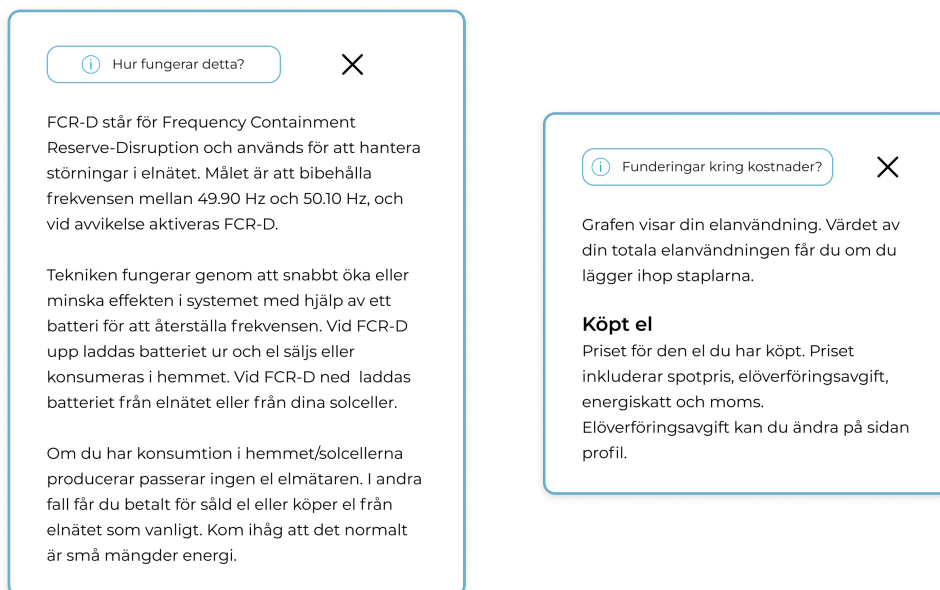 Hur fungerar detta?
FCR-D står för Frequency Containment
Reserve-Disruption och används för att hantera
störningar i elnätet. Målet är att bibehålla
frekvensen mellan 49.90 Hz och 50.10 Hz, och
vid avvikelse aktiveras FCR-D.
Tekniken fungerar genom att snabbt öka eller
minska effekten i systemet med hjälp av ett
batteri för att återställa frekvensen. Vid FCR-D
upp laddas batteriet ur och el säljs eller
konsumeras i hemmet. Vid FCR-D ned  laddas
batteriet från elnätet eller från dina solceller.
Om du har konsumtion i hemmet/solcellerna
producerar passerar ingen el elmätaren. I andra
fall får du betalt för såld el eller köper el från
elnätet som vanligt. Kom ihåg att det normalt
är små mängder energi.
Funderingar kring kostnader?
Grafen visar din elanvändning. Värdet av
din totala elanvändningen får du om du
lägger ihop staplarna.
Köpt el
Priset för den el du har köpt. Priset
inkluderar spotpris, elöverföringsavgift,
energiskatt och moms.
Elöverföringsavgift kan du ändra på sidan
profil.